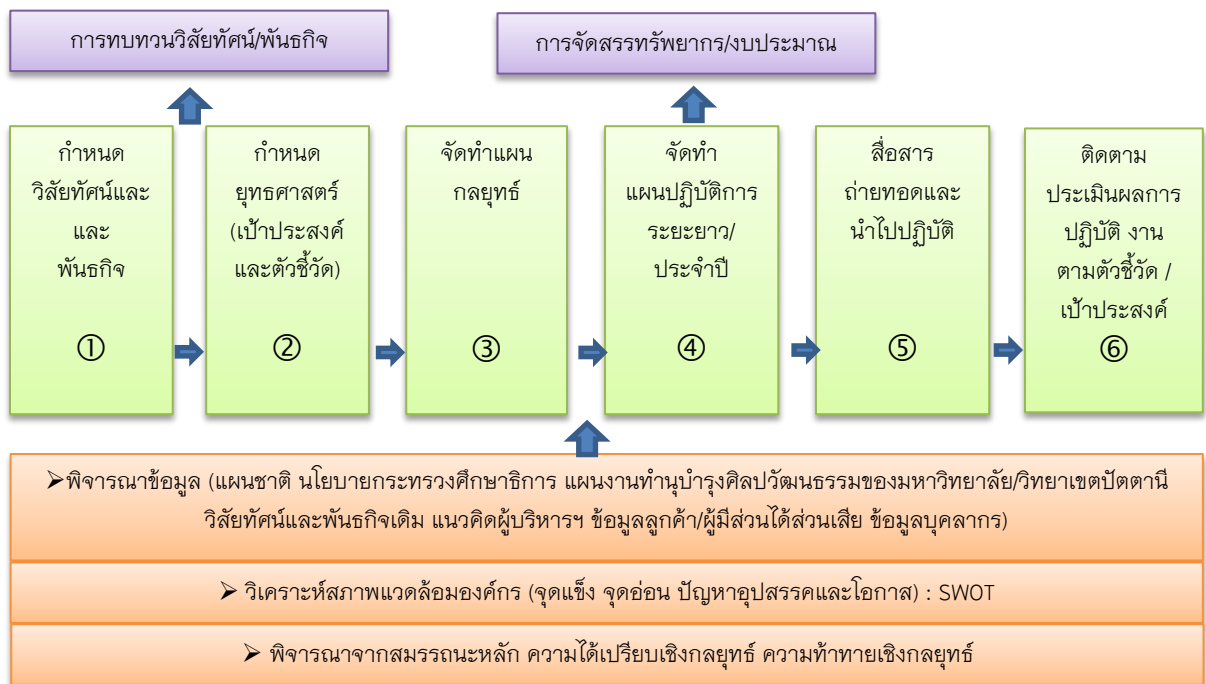 การทบทวนวิสัยทัศน์/พันธกิจ
การจัดสรรทรัพยากร/งบประมาณ
กำหนด
วิสัยทัศน์และ
และ
พันธกิจ
①
กำหนด
ยุทธศาสตร์
(เป้าประสงค์
และตัวชี้วัด)
②
จัดทำแผน
กลยุทธ์
③
จัดทำ
แผนปฏิบัติการ
ระยะยาว/
ประจำปี
④
สื่อสาร
ถ่ายทอดและ
นำไปปฏิบัติ
⑤
ติดตาม
ประเมินผลการ
ปฏิบัติ งาน
ตามตัวชี้วัด /
เป้าประสงค์
⑥
➢พิจารณาข้อมูล (แผนชาติ นโยบายกระทรวงศึกษาธิการ แผนงานทำนุบำรุงศิลปวัฒนธรรมของมหาวิทยาลัย/วิทยาเขตปัตตานี
วิสัยทัศน์และพันธกิจเดิม แนวคิดผู้บริหารฯ ข้อมูลลูกค้า/ผู้มีส่วนได้ส่วนเสีย ข้อมูลบุคลากร)
➢ วิเคราะห์สภาพแวดล้อมองค์กร (จุดแข็ง จุดอ่อน ปัญหาอุปสรรคและโอกาส) : SWOT
➢ พิจารณาจากสมรรถนะหลัก ความได้เปรียบเชิงกลยุทธ์ ความท้าทายเชิงกลยุทธ์